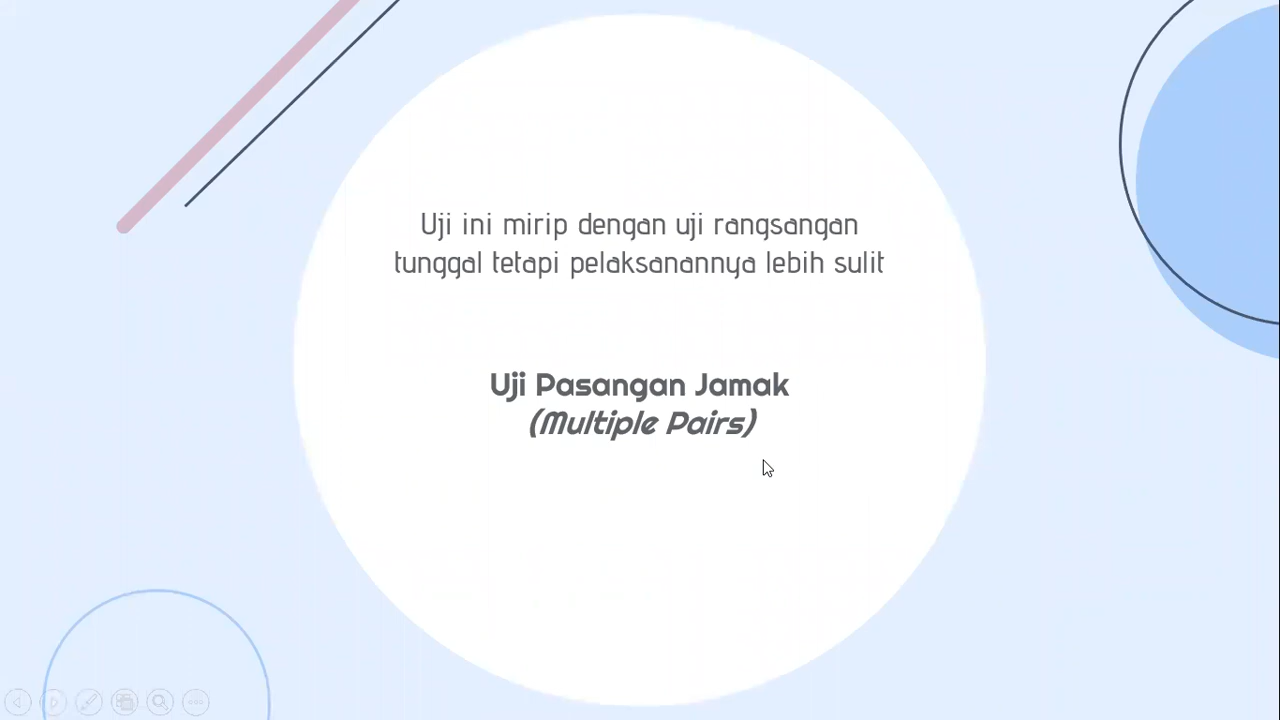 Uji ini mirip dengan uji rangsangan
tunggal tetapi pelaksanannya lebih sulit
Uji Pasangan Jamak
(Multiple Pairs)